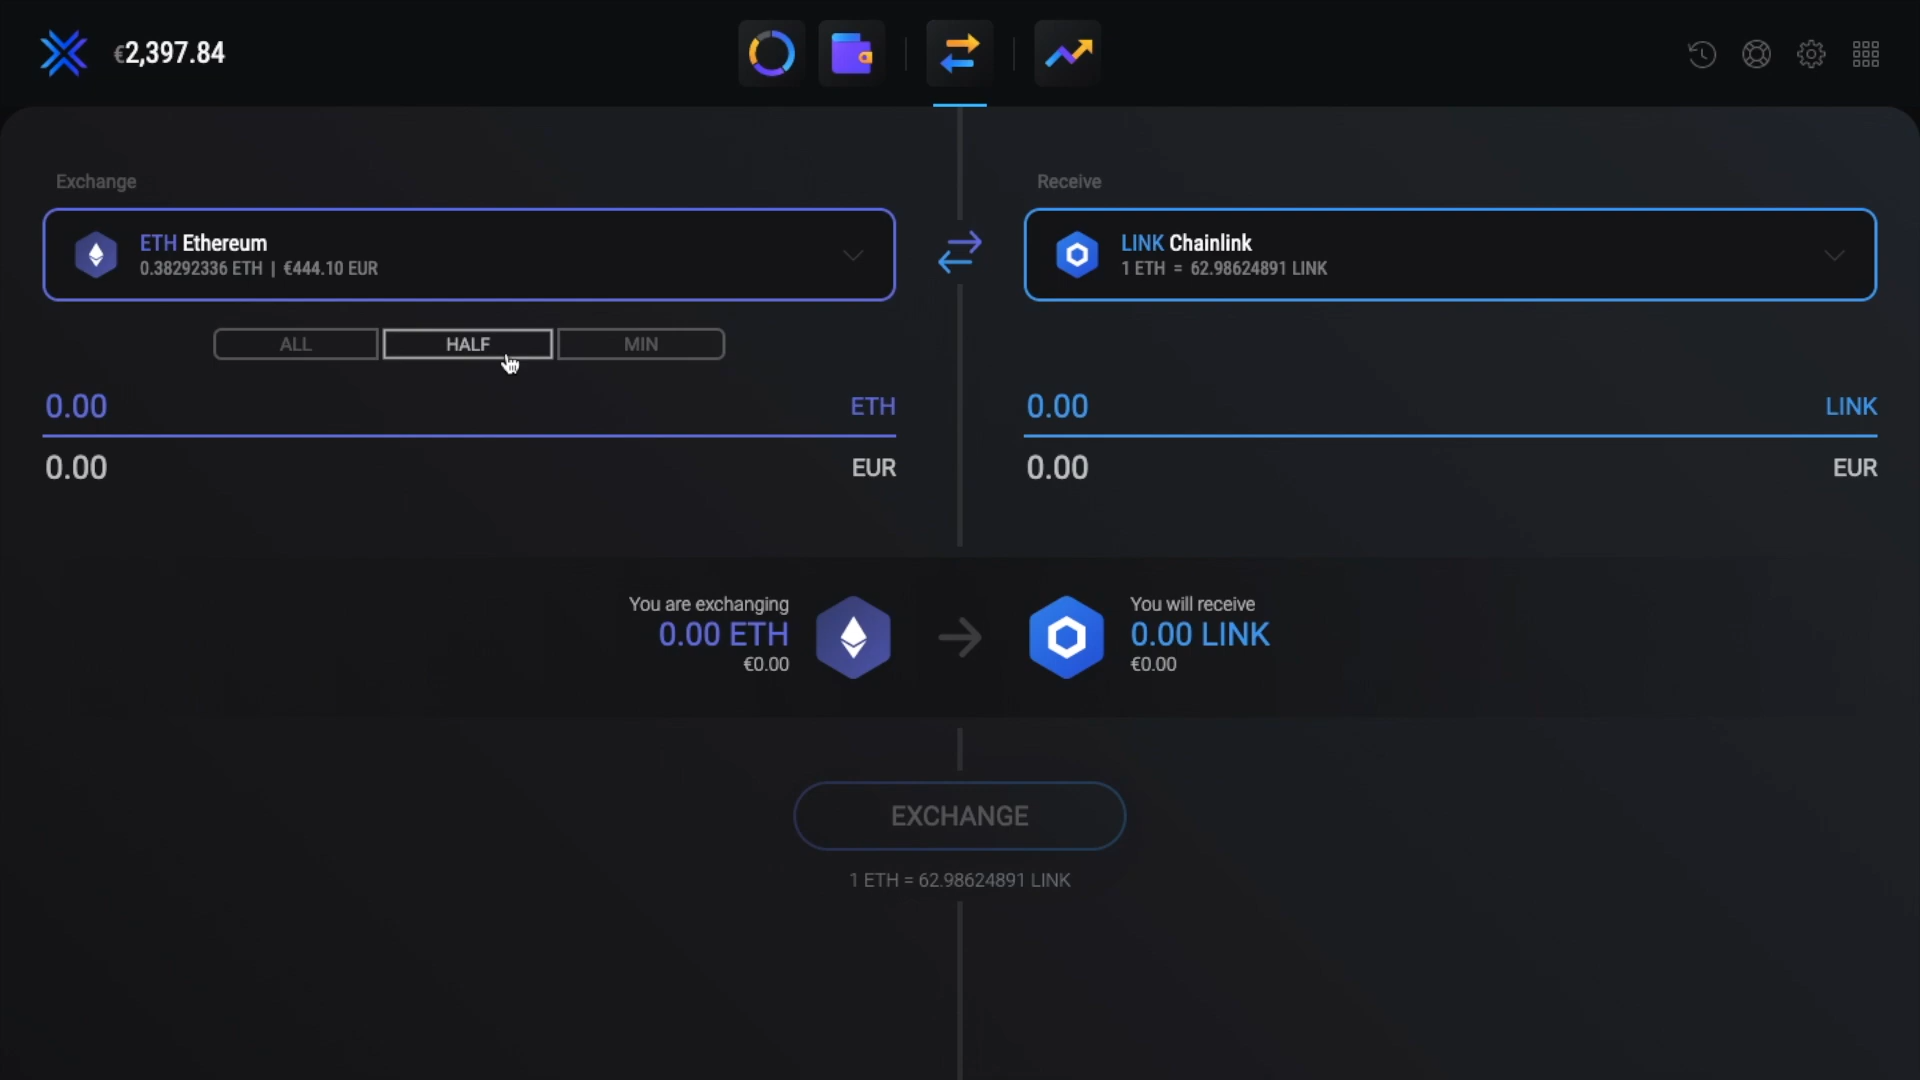 €2,397.84
Exchange
ETH Ethereum
0.38292336 ETH | €444.10 EUR
ALL HALF MIN
0.00 ETH
0.00 EUR
Receive
LINK Chainlink
1 ETH = 62.98624891 LINK
0.00 LINK
0.00 EUR
You are exchanging
0.00 ETH
€0.00
You will receive
0.00 LINK
€0.00
EXCHANGE
1 ETH = 62.98624891 LINK